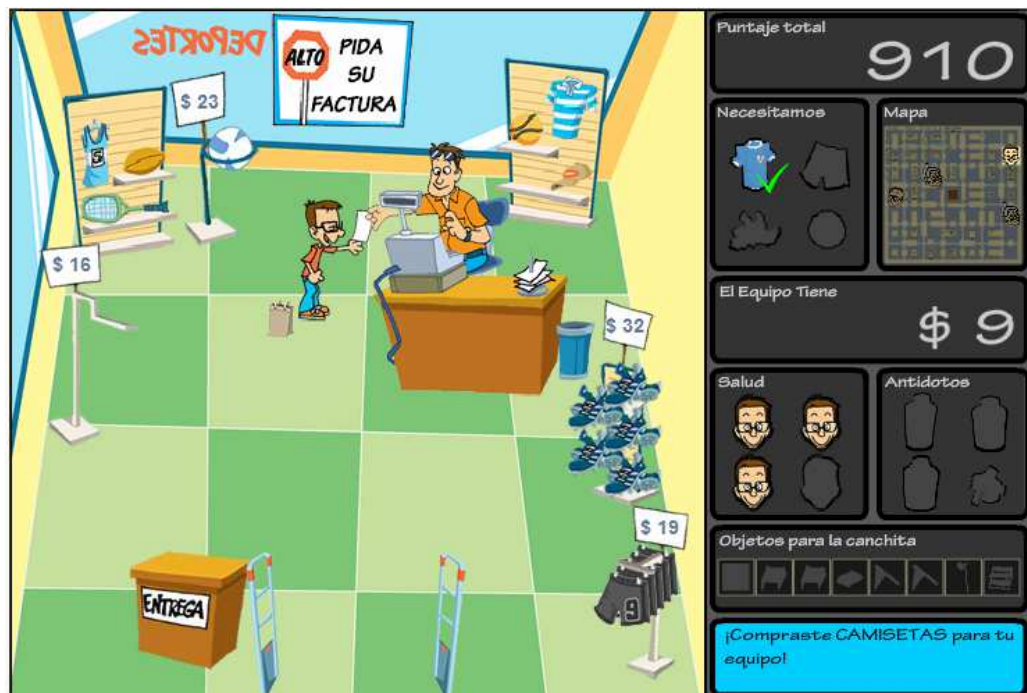 DEPORTES
ALTO
PIDA
SU
FACTURA
$ 23
$ 16
$ 32
$ 19
9
ENTREGA
Puntaje total
910
Necesitamos
Mapa
El Equipo Tiene
$ 9
Salud
Antidotos
Objetos para la canchita
¡Compraste CAMISETAS para tu
equipo!